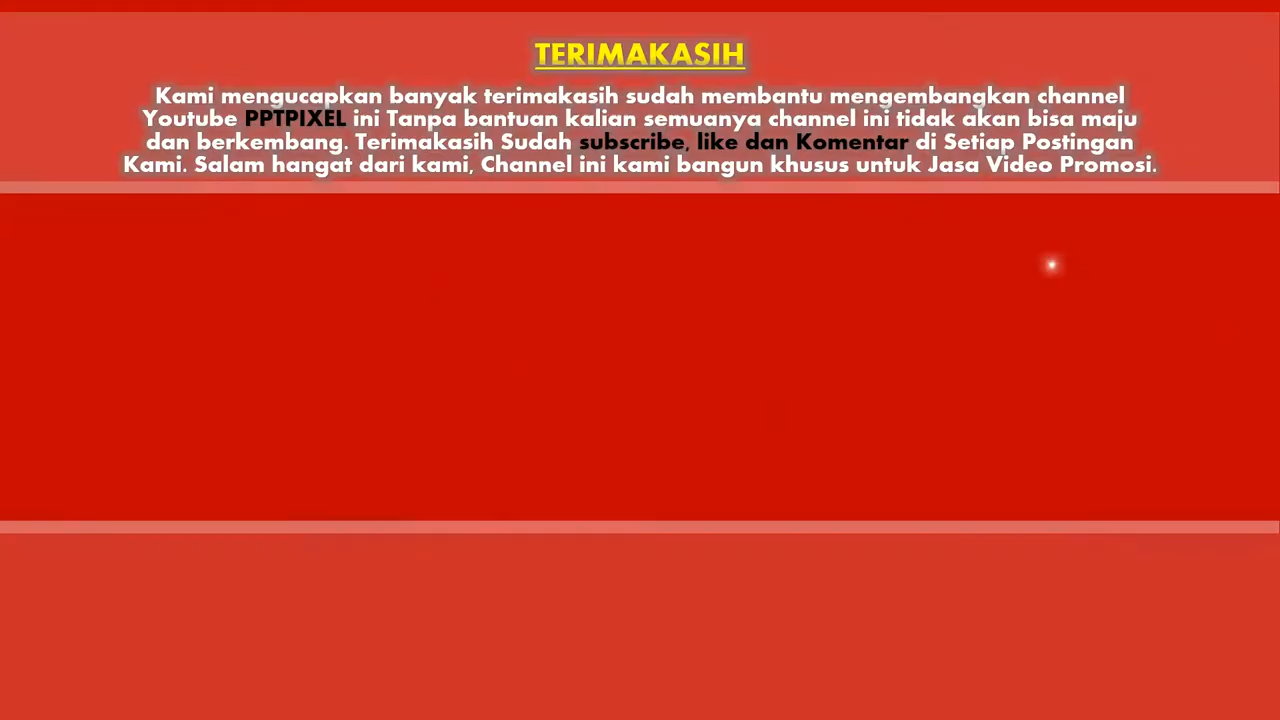 TERIMAKASIH
Kami mengucapkan banyak terimakasih sudah membantu mengembangkan channel
Youtube PPTPIXEL ini Tanpa bantuan kalian semuanya channel ini tidak akan bisa maju
dan berkembang. Terimakasih Sudah subscribe, like dan Komentar di Setiap Postingan
Kami. Salam hangat dari kami, Channel ini kami bangun khusus untuk Jasa Video Promosi.